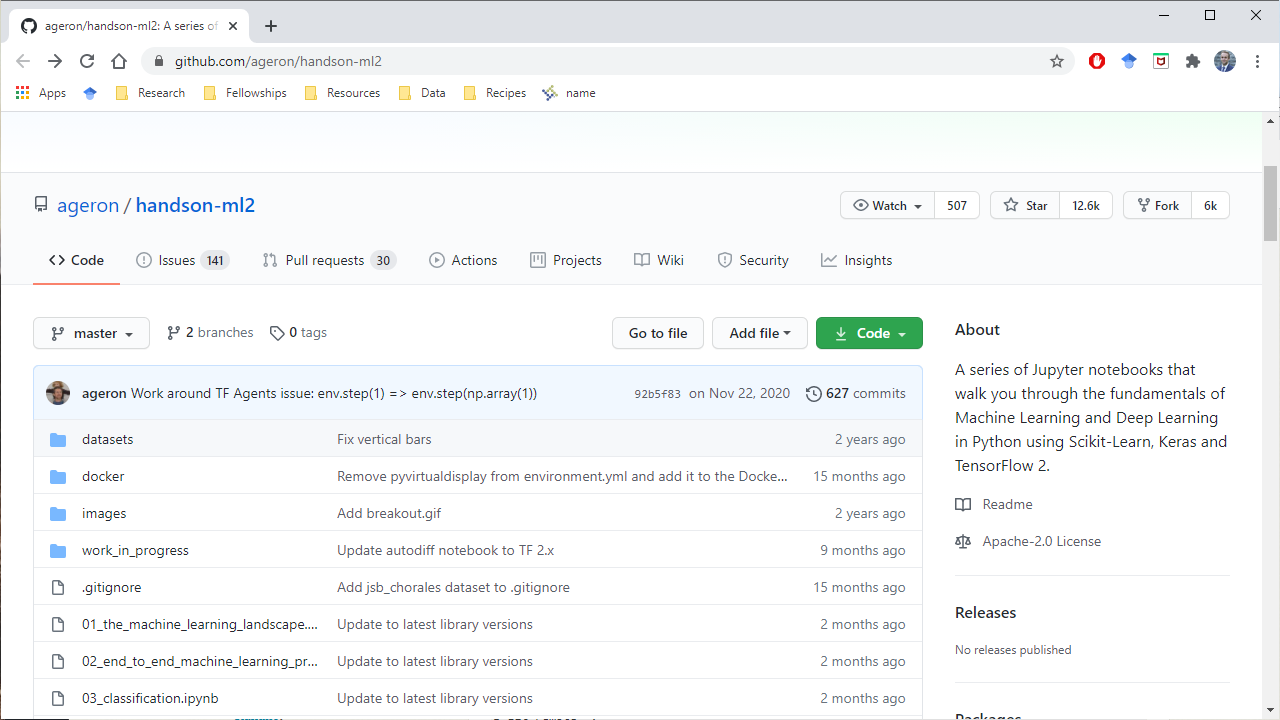 ageron/handson-ml2: A series of
github.com/ageron/handson-ml2
Apps Research Fellowships Resources Data Recipes name
ageron / handson-ml2 Watch 507 Star 12.6k Fork 6k
Code Issues 141 Pull requests 30 Actions Projects Wiki Security Insights
master 2 branches 0 tags Go to file Add file Code
ageron Work around TF Agents issue: env.step(1) => env.step(np.array(1)) 92b5f83 on Nov 22, 2020 627 commits
datasets Fix vertical bars 2 years ago
docker Remove pyvirtualdisplay from environment.yml and add it to the Docke... 15 months ago
images Add breakout.gif 2 years ago
work_in_progress Update autodiff notebook to TF 2.x 9 months ago
.gitignore Add jsb_chorales dataset to .gitignore 15 months ago
01_the_machine_learning_landscape.... Update to latest library versions 2 months ago
02_end_to_end_machine_learning_pr... Update to latest library versions 2 months ago
03_classification.ipynb Update to latest library versions 2 months ago
About
A series of Jupyter notebooks that
walk you through the fundamentals of
Machine Learning and Deep Learning
in Python using Scikit-Learn, Keras and
TensorFlow 2.
Readme
Apache-2.0 License
Releases
No releases published
Packages